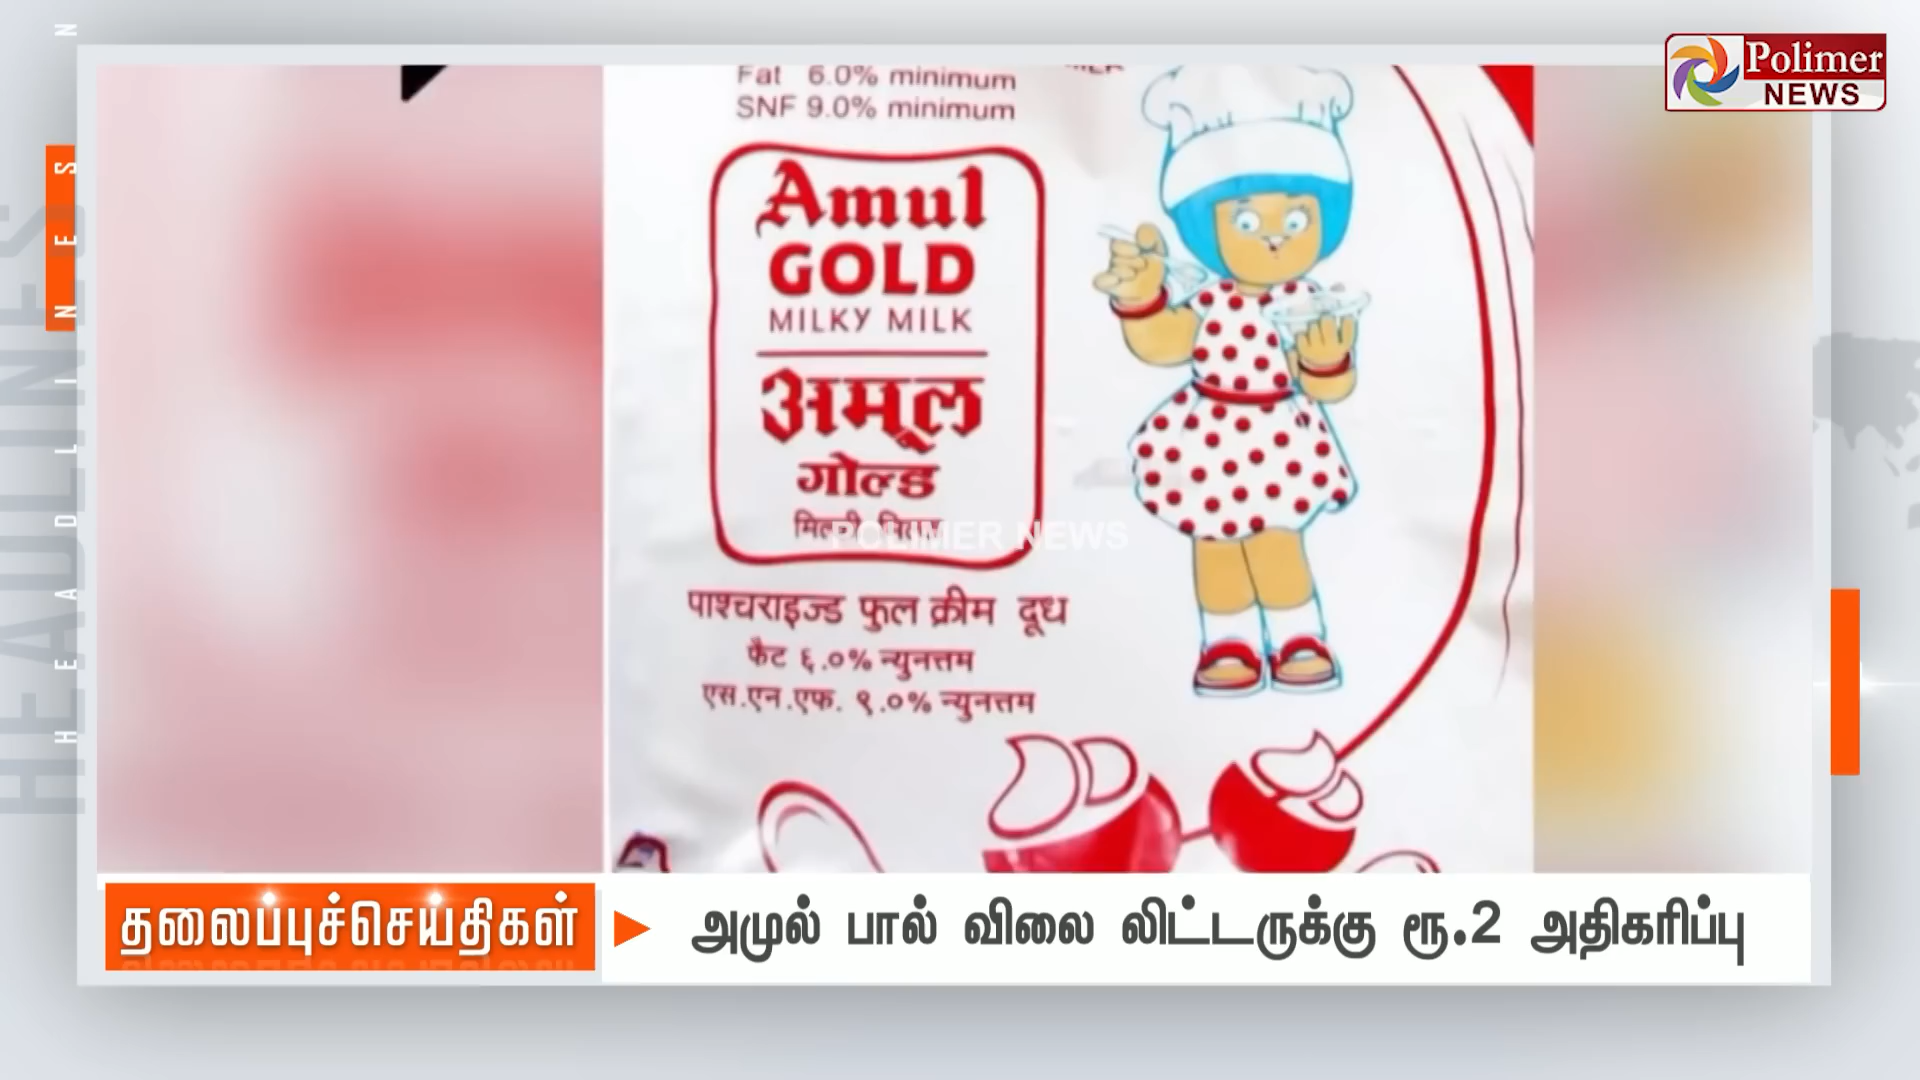 Polimer
NEWS
HEADLINES
HEADLINES
Fat 6.0% minimum
SNF 9.0% minimum
Amul
GOLD
MILKY MILK
अमूल
गोल्ड
POLIMER NEWS
पाश्चराइज्ड फुल क्रीम दूध
फैट ६.०% न्युनत्तम
एस.एन.एफ. ९.०% न्युनत्तम
தலைப்புச்செய்திகள்
அமுல் பால் விலை லிட்டருக்கு ரூ.2 அதிகரிப்பு